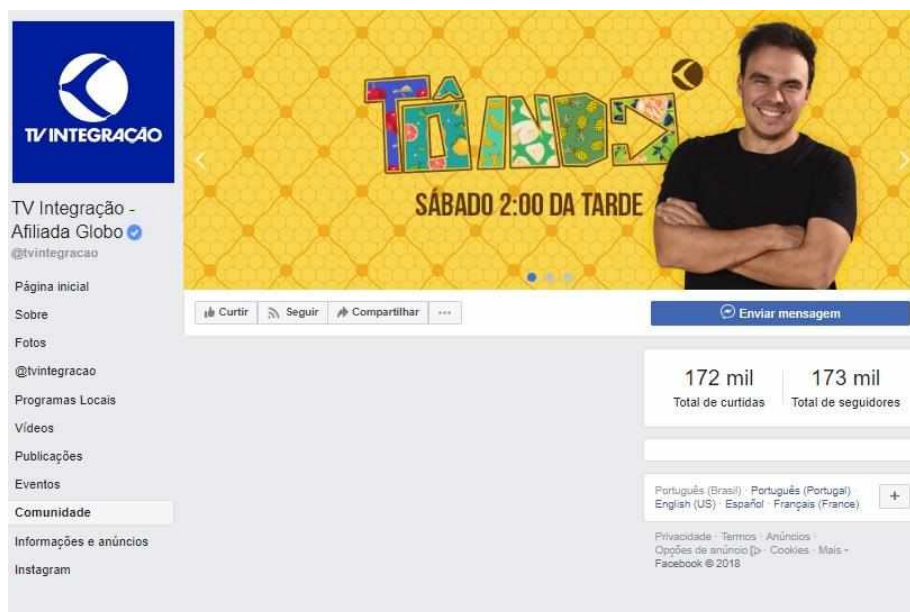 TV INTEGRAÇÃO
TÔ INDO
SÁBADO 2:00 DA TARDE
TV Integração -
Afiliada Globo
@tvintegracao
Página inicial
Sobre
Fotos
@tvintegracao
Programas Locais
Vídeos
Publicações
Eventos
Comunidade
Informações e anúncios
Instagram
Curtir Seguir Compartilhar ...
Enviar mensagem
172 mil 173 mil
Total de curtidas Total de seguidores
Português (Brasil) · Português (Portugal) ·
English (US) · Español · Français (France) +
Privacidade · Termos · Anúncios ·
Opções de anúncio · Cookies · Mais
Facebook © 2018